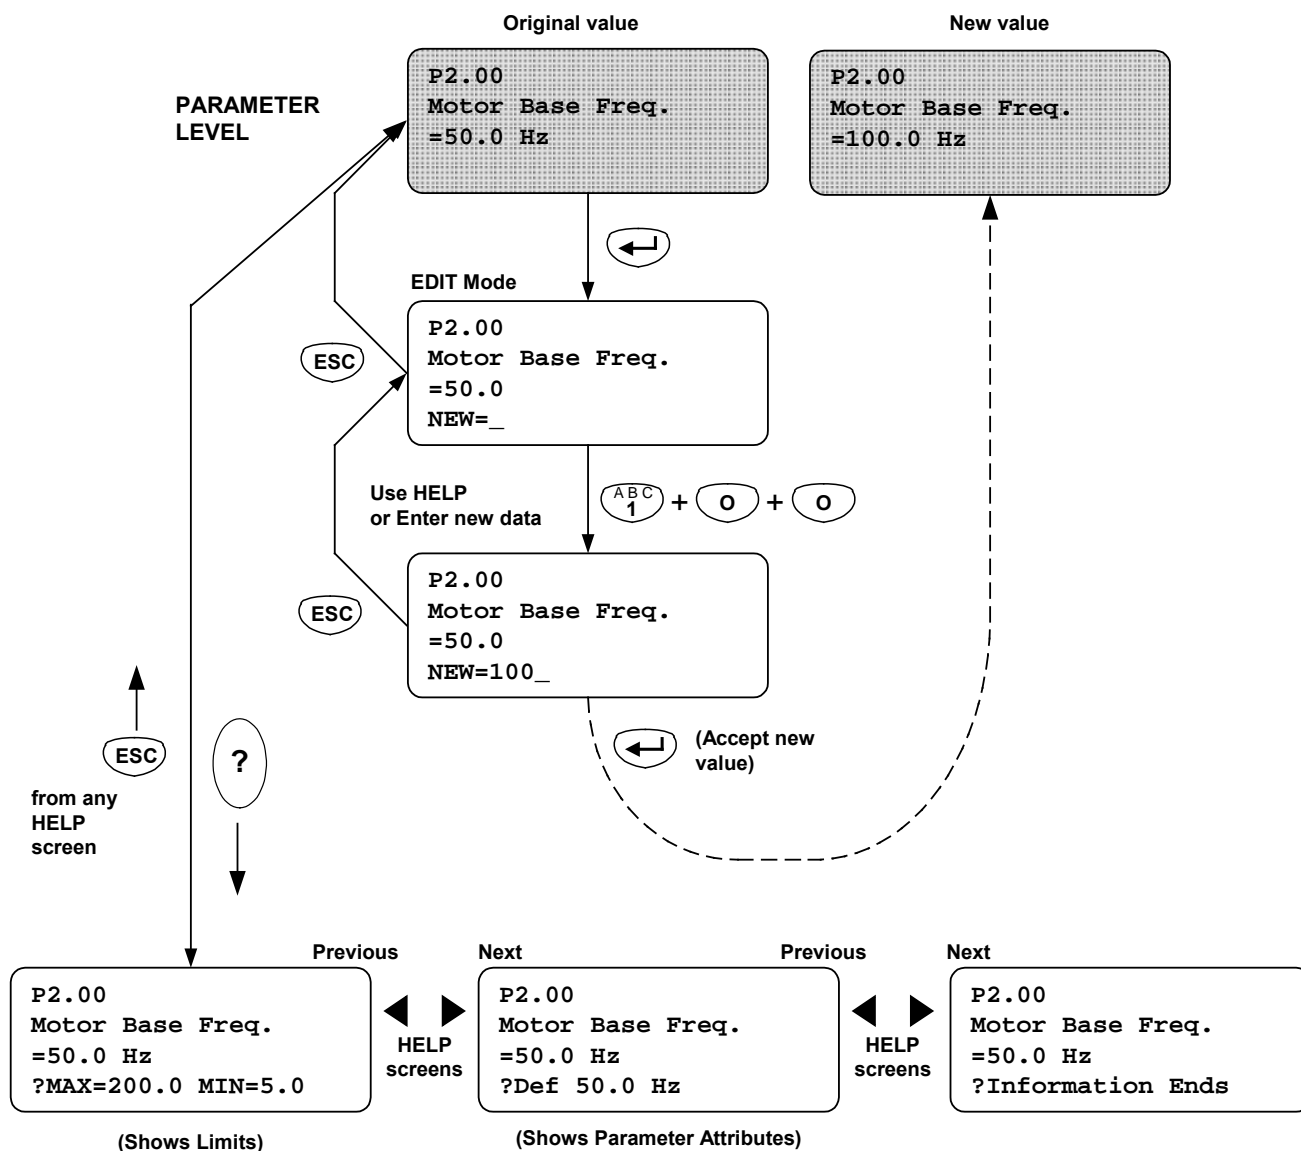 Original value
New value
PARAMETER
LEVEL
P2.00
Motor Base Freq.
=50.0 Hz
P2.00
Motor Base Freq.
=100.0 Hz
EDIT Mode
P2.00
Motor Base Freq.
=50.0
NEW=_
ESC
Use HELP
or Enter new data
ABC
1 + 0 + 0
P2.00
Motor Base Freq.
=50.0
NEW=100_
ESC
(Accept new
value)
ESC
?
from any
HELP
screen
Previous
Next
Previous
Next
P2.00
Motor Base Freq.
=50.0 Hz
?MAX=200.0 MIN=5.0
HELP
screens
P2.00
Motor Base Freq.
=50.0 Hz
?Def 50.0 Hz
HELP
screens
P2.00
Motor Base Freq.
=50.0 Hz
?Information Ends
(Shows Limits)
(Shows Parameter Attributes)